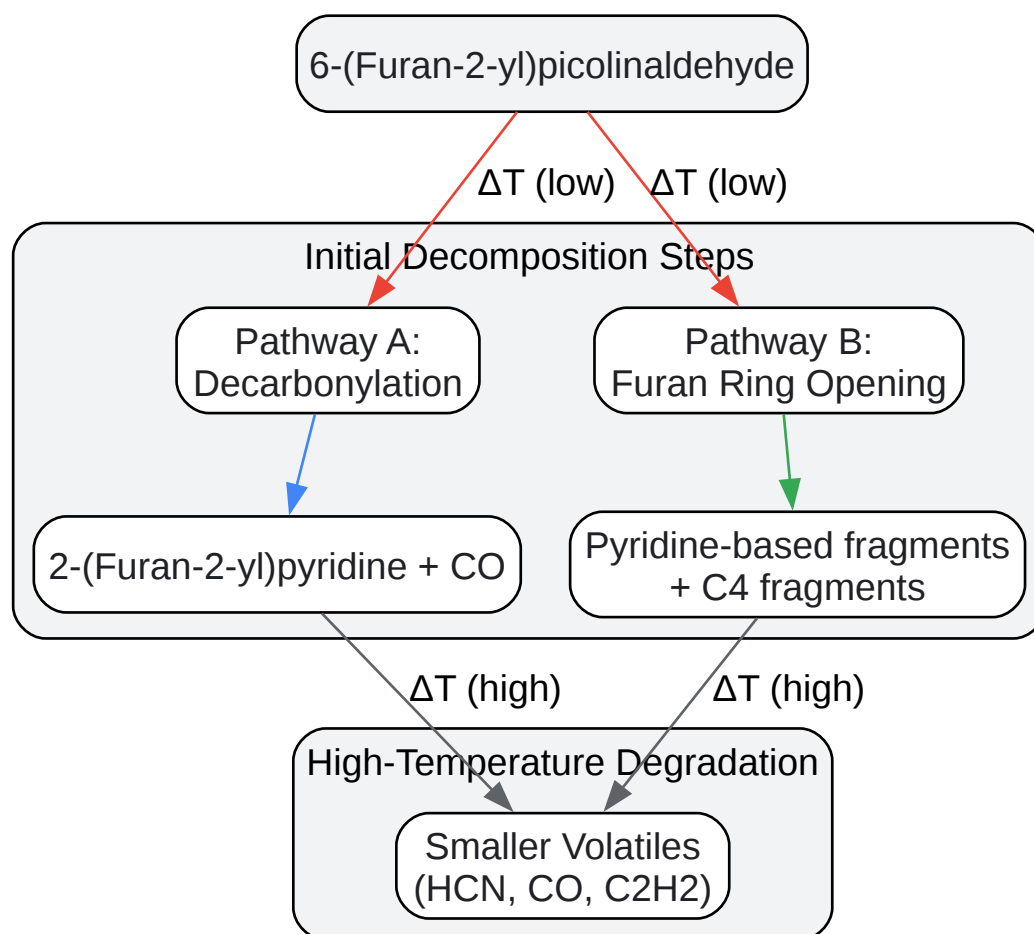 6-(Furan-2-yl)picolinaldehyde
ΔT (low)
ΔT (low)
Initial Decomposition Steps
Pathway A:
Decarbonylation
Pathway B:
Furan Ring Opening
2-(Furan-2-yl)pyridine + CO
Pyridine-based fragments
+ C4 fragments
ΔT (high)
ΔT (high)
High-Temperature Degradation
Smaller Volatiles
(HCN, CO, C2H2)